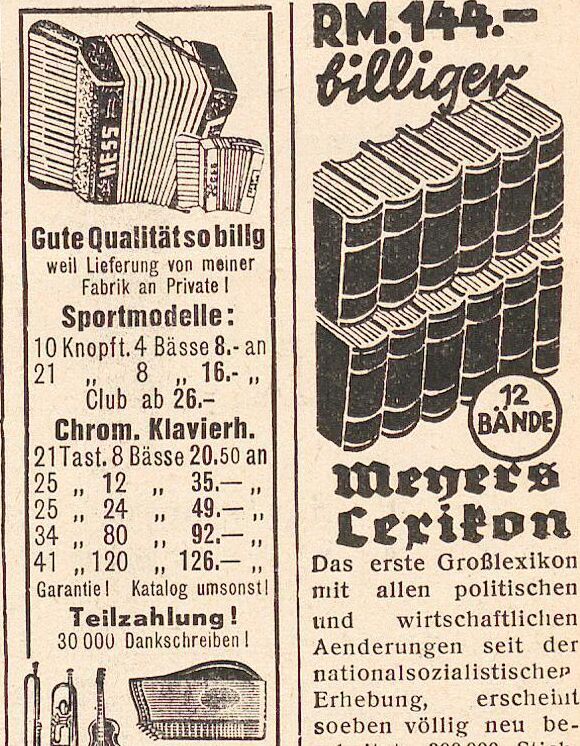 HESS
Gute Qualität so billig
weil Lieferung von meiner
Fabrik an Private!
Sportmodelle:
10 Knopft. 4 Bässe 8.- an
21 „ 8 „ 16.- „
Club ab 26.–
Chrom. Klavierh.
21 Tast. 8 Bässe 20.50 an
25 „ 12 „ 35.— „
25 „ 24 „ 49.— „
34 „ 80 „ 92.— „
41 „ 120 „ 126.— „
Garantie! Katalog umsonst!
Teilzahlung!
30 000 Dankschreiben!
RM.144.–
billiger
12
BÄNDE
Meyers
Lexikon
Das erste Großlexikon
mit allen politischen
und wirtschaftlichen
Aenderungen seit der
nationalsozialistischen
Erhebung, erscheint
soeben völlig neu be-